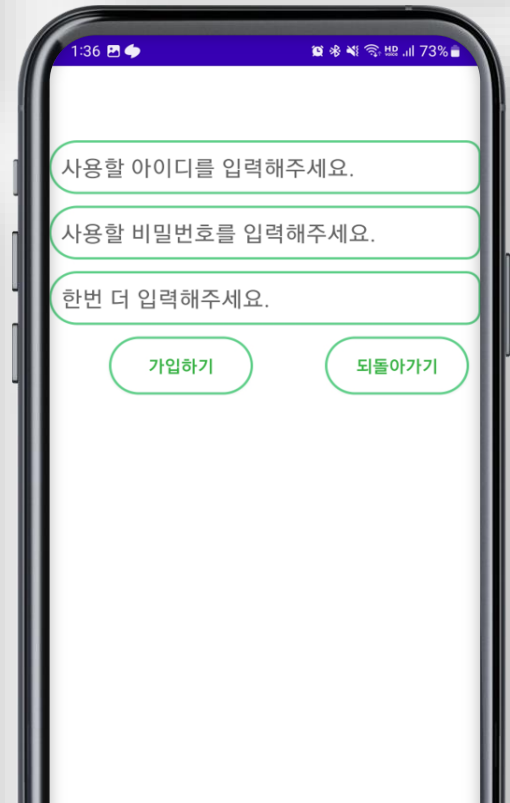 1:36 HD VOICE 73%
사용할 아이디를 입력해주세요.
사용할 비밀번호를 입력해주세요.
한번 더 입력해주세요.
가입하기 되돌아가기